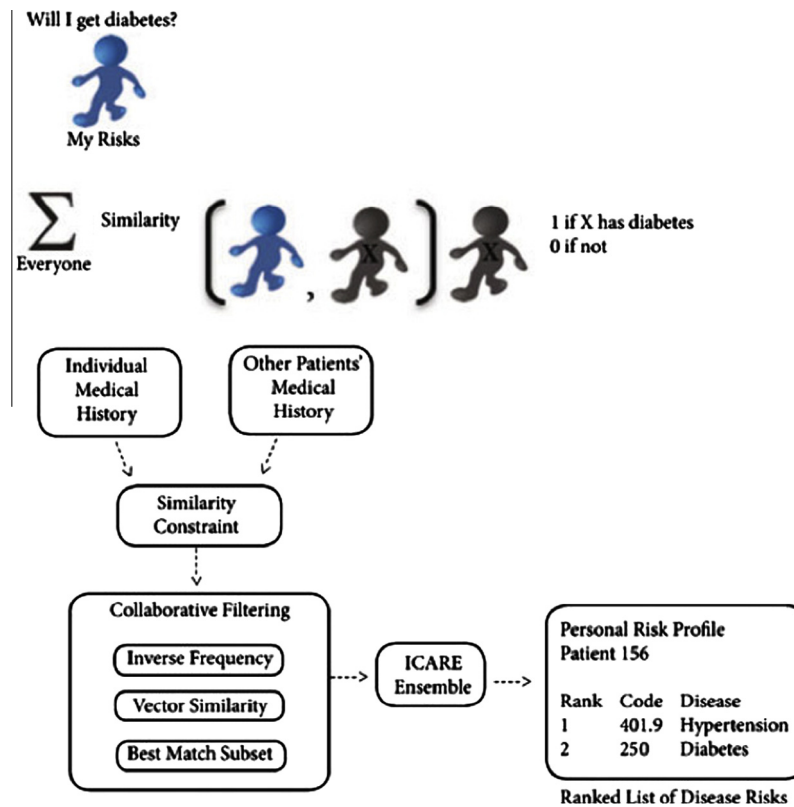 Will I get diabetes?
My Risks
Σ
Everyone
Similarity
( , X ) X
1 if X has diabetes
0 if not
Individual
Medical
History
Other Patients'
Medical
History
Similarity
Constraint
Collaborative Filtering
Inverse Frequency
Vector Similarity
Best Match Subset
ICARE
Ensemble
Personal Risk Profile
Patient 156
Rank Code Disease
1 401.9 Hypertension
2 250 Diabetes
Ranked List of Disease Risks